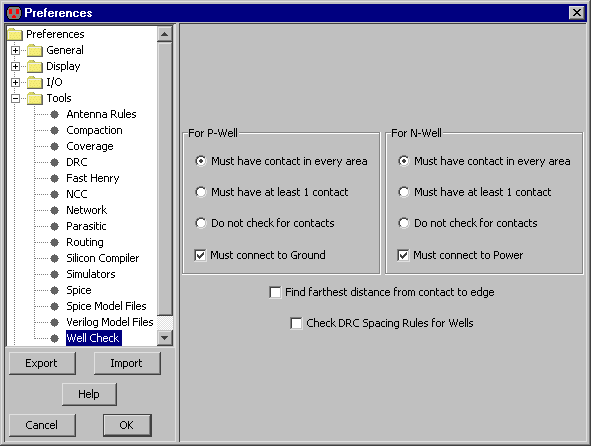 Preferences
Preferences
General
Display
I/O
Tools
Antenna Rules
Compaction
Coverage
DRC
Fast Henry
NCC
Network
Parasitic
Routing
Silicon Compiler
Simulators
Spice
Spice Model Files
Verilog Model Files
Well Check
Export Import
Help
Cancel OK
For P-Well
Must have contact in every area
Must have at least 1 contact
Do not check for contacts
Must connect to Ground
For N-Well
Must have contact in every area
Must have at least 1 contact
Do not check for contacts
Must connect to Power
Find farthest distance from contact to edge
Check DRC Spacing Rules for Wells